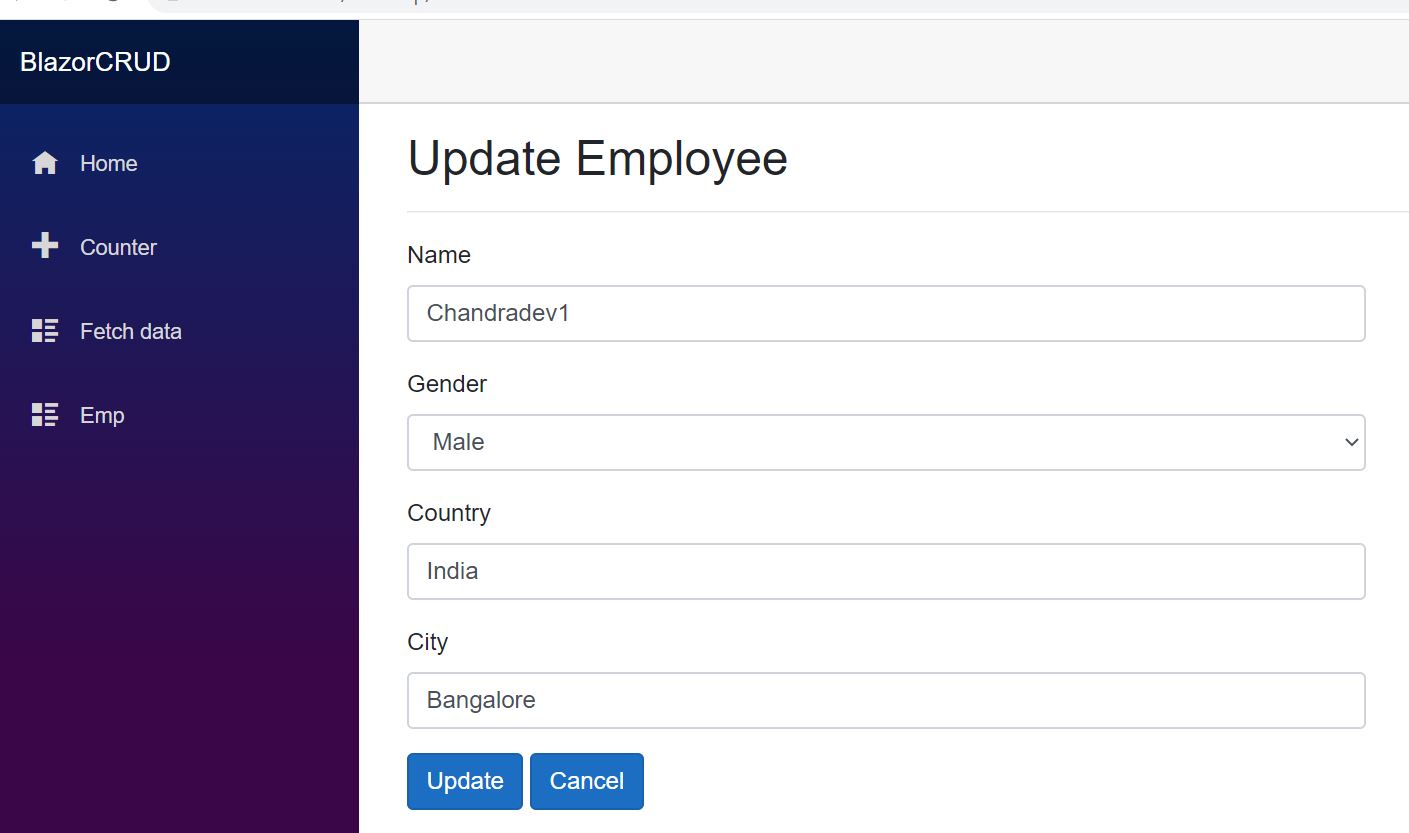 BlazorCRUD
Home
Counter
Fetch data
Emp
Update Employee
Name
Chandradev1
Gender
Male
Country
India
City
Bangalore
Update Cancel